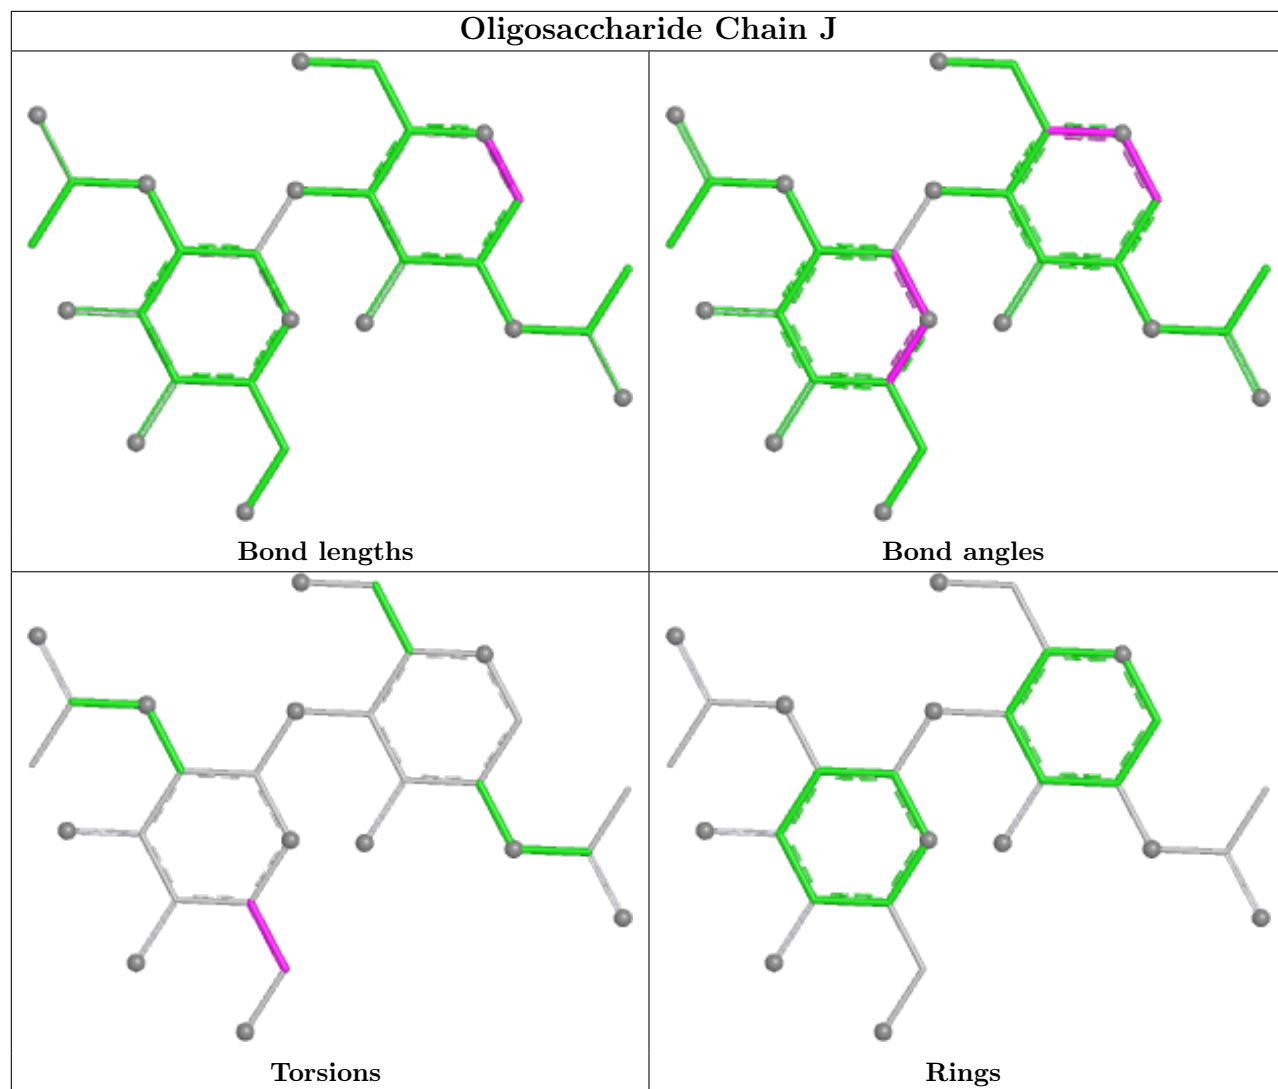 Oligosaccharide Chain J
Bond lengths
Bond angles
Torsions
Rings